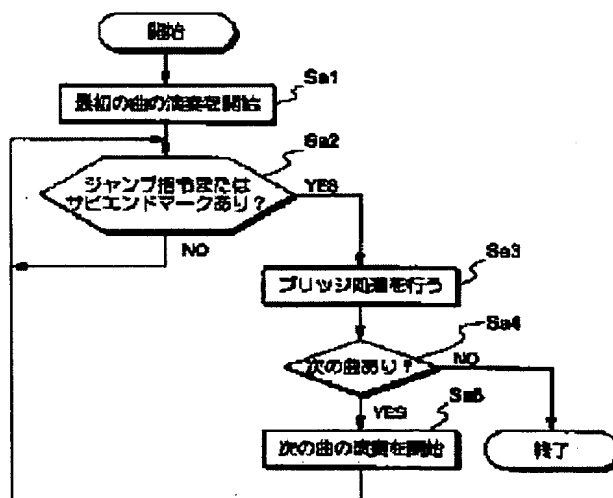 開始
最初の曲の演奏を開始
Sa1
Sa2
ジャンプ指令または
サビエンドマークあり？
YES
NO
Sa3
ブリッジ処理を行う
Sa4
次の曲あり？
NO
YES
Sa5
次の曲の演奏を開始
終了